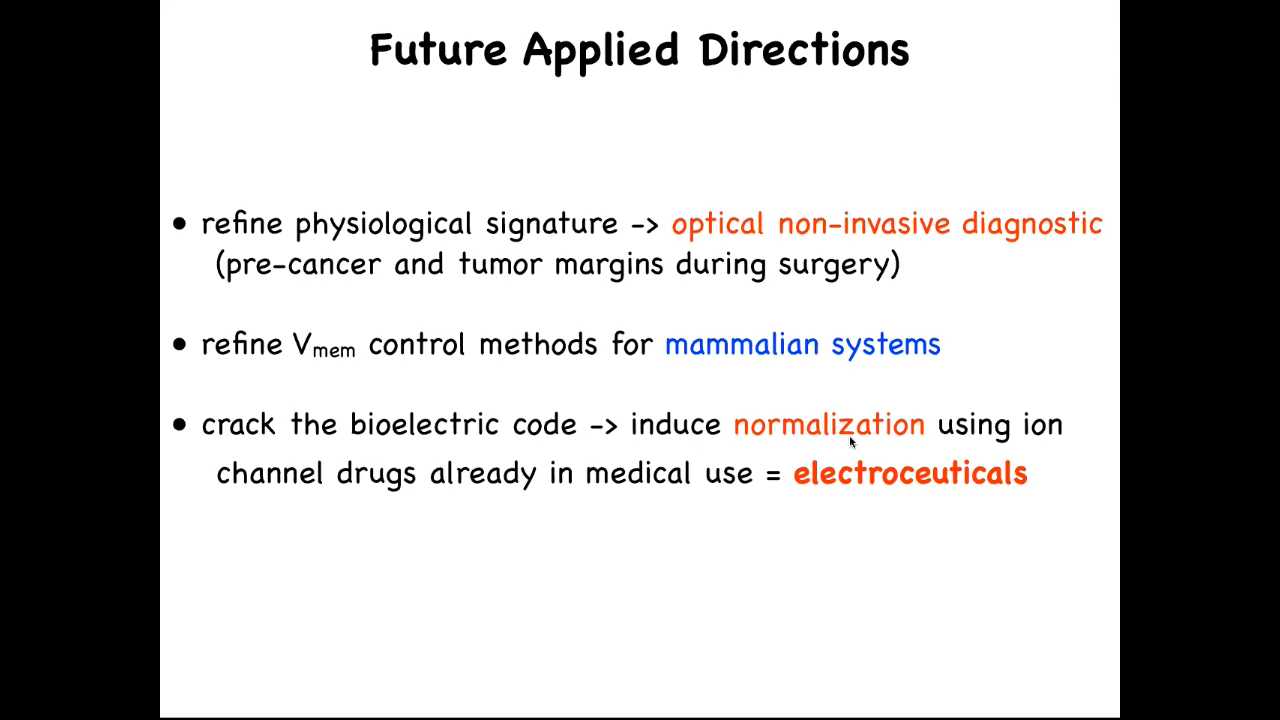 Future Applied Directions
• refine physiological signature -> optical non-invasive diagnostic
(pre-cancer and tumor margins during surgery)
• refine Vmem control methods for mammalian systems
• crack the bioelectric code -> induce normalization using ion
channel drugs already in medical use = electroceuticals